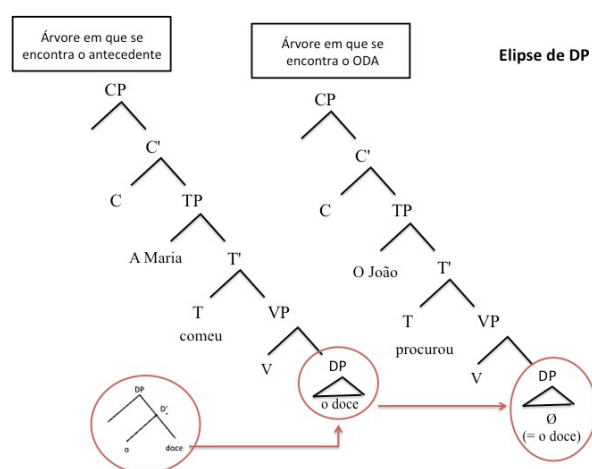 Árvore em que se
encontra o antecedente
Árvore em que se
encontra o ODA
Elipse de DP
CP
C'
C
TP
A Maria
T'
T
comeu
VP
V
DP
o doce
CP
C'
C
TP
O João
T'
T
procurou
VP
V
DP
Ø
(= o doce)
DP
D'
o
doce